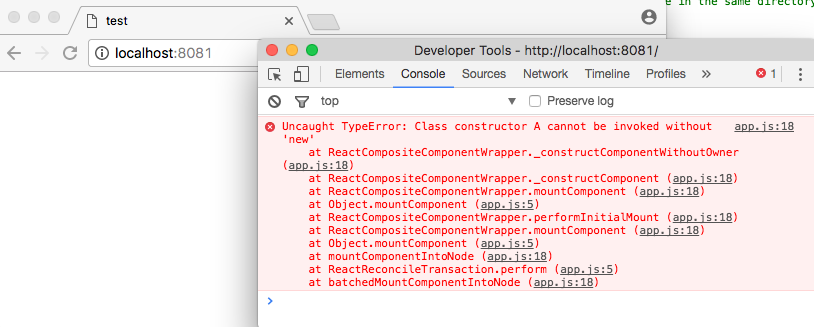 e in the same directory
test
localhost:8081
Developer Tools - http://localhost:8081/
Elements Console Sources Network Timeline Profiles » 1
top Preserve log
Uncaught TypeError: Class constructor A cannot be invoked without app.js:18
'new'
at ReactCompositeComponentWrapper._constructComponentWithoutOwner
(app.js:18)
at ReactCompositeComponentWrapper._constructComponent (app.js:18)
at ReactCompositeComponentWrapper.mountComponent (app.js:18)
at Object.mountComponent (app.js:5)
at ReactCompositeComponentWrapper.performInitialMount (app.js:18)
at ReactCompositeComponentWrapper.mountComponent (app.js:18)
at Object.mountComponent (app.js:5)
at mountComponentIntoNode (app.js:18)
at ReactReconcileTransaction.perform (app.js:5)
at batchedMountComponentIntoNode (app.js:18)